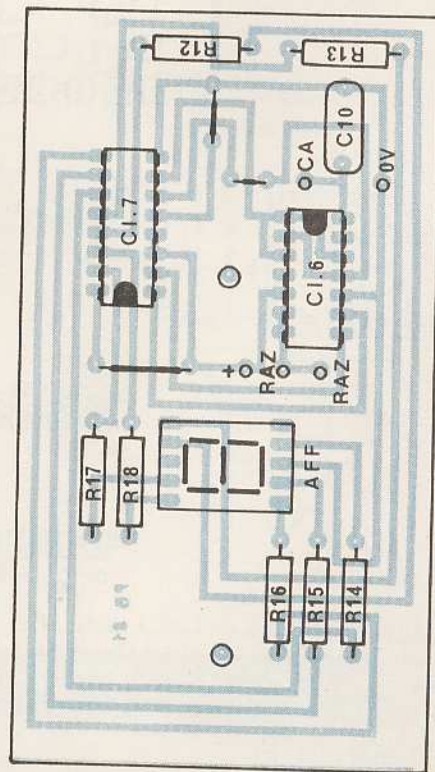 R12
R13
C10
CA
0V
CI.7
CI.6
+
RAZ
RAZ
R17
R18
AFF
R16
R15
R14